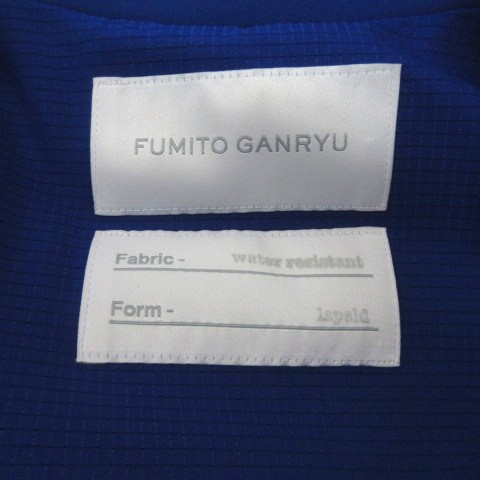 FUMITO GANRYU
Fabric - water resistant
Form - lapeld